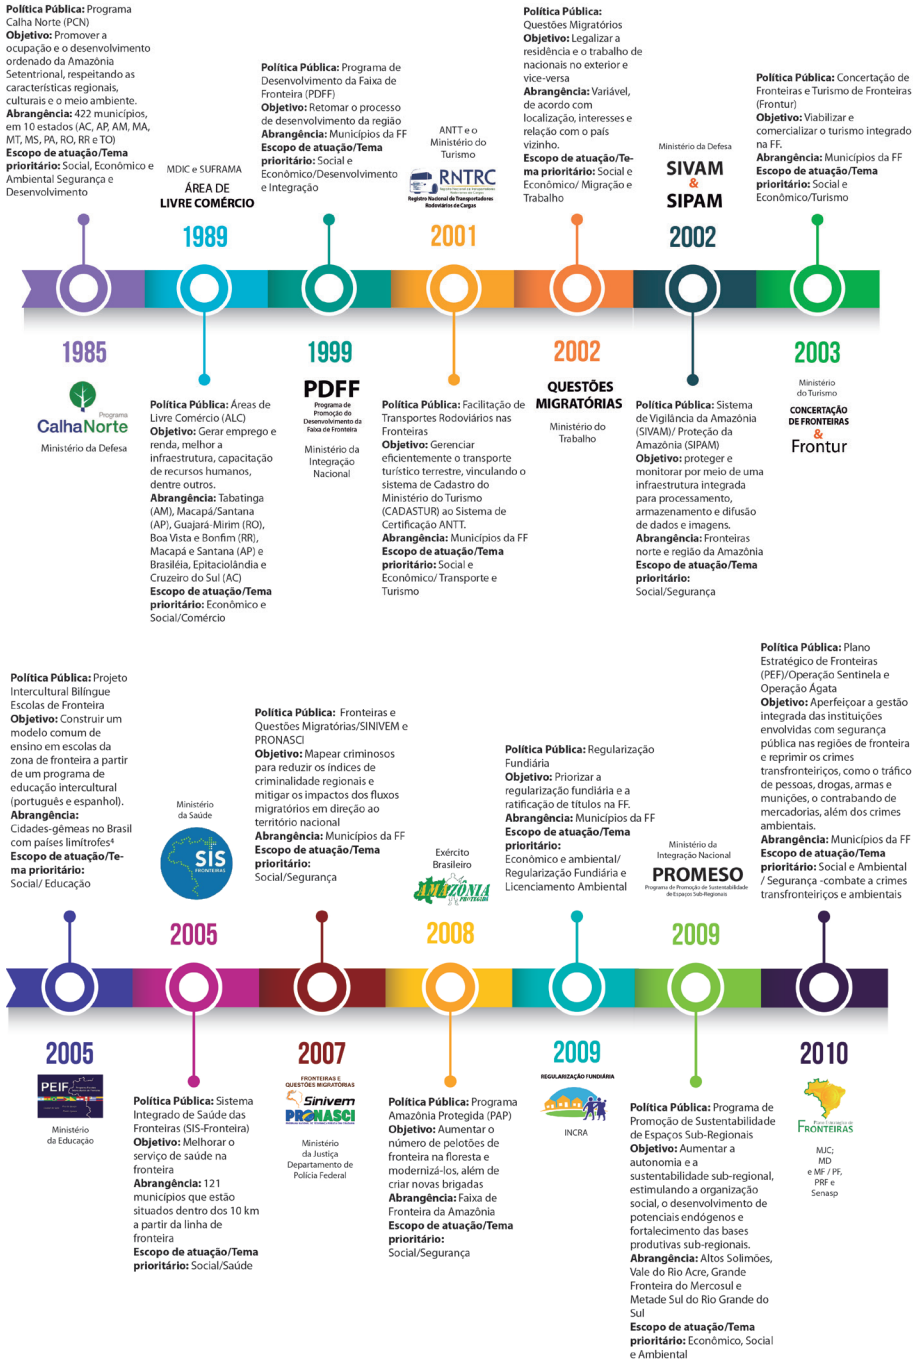 Política Pública: Programa
Calha Norte (PCN)
Objetivo: Promover a
ocupação e o desenvolvimento
ordenado da Amazônia
Setentrional, respeitando as
características regionais,
culturais e o meio ambiente.
Abrangência: 422 municípios,
em 10 estados (AC, AP, AM, MA,
MT, MS, PA, RO, RR e TO)
Escopo de atuação/Tema
prioritário: Social, Econômico e
Ambiental Segurança e
Desenvolvimento
1985
Programa
CalhaNorte
Ministério da Defesa
MDIC e SUFRAMA
ÁREA DE
LIVRE COMÉRCIO
1989
Política Pública: Áreas de
Livre Comércio (ALC)
Objetivo: Gerar emprego e
renda, melhor a
infraestrutura, capacitação
de recursos humanos,
dentre outros.
Abrangência: Tabatinga
(AM), Macapá/Santana
(AP), Guajará-Mirim (RO),
Boa Vista e Bonfim (RR),
Macapá e Santana (AP) e
Brasiléia, Epitaciolândia e
Cruzeiro do Sul (AC)
Escopo de atuação/Tema
prioritário: Econômico e
Social/Comércio
Política Pública: Programa de
Desenvolvimento da Faixa de
Fronteira (PDFF)
Objetivo: Retomar o processo
de desenvolvimento da região
Abrangência: Municípios da FF
Escopo de atuação/Tema
prioritário: Social e
Econômico/Desenvolvimento
e Integração
1999
PDFF
Programa de
Promoção do
Desenvolvimento da
Faixa de Fronteira
Ministério da
Integração
Nacional
ANTT e o
Ministério do
Turismo
RNTRC
Registro Nacional de Transportadores
Rodoviários de Cargas
2001
Política Pública: Facilitação de
Transportes Rodoviários nas
Fronteiras
Objetivo: Gerenciar
eficientemente o transporte
turístico terrestre, vinculando o
sistema de Cadastro do
Ministério do Turismo
(CADASTUR) ao Sistema de
Certificação ANTT.
Abrangência: Municípios da FF
Escopo de atuação/Tema
prioritário: Social e
Econômico/ Transporte e
Turismo
Política Pública:
Questões Migratórios
Objetivo: Legalizar a
residência e o trabalho de
nacionais no exterior e
vice-versa
Abrangência: Variável,
de acordo com
localização, interesses e
relação com o país
vizinho.
Escopo de atuação/Te-
ma prioritário: Social e
Econômico/ Migração e
Trabalho
2002
QUESTÕES
MIGRATÓRIAS
Ministério do
Trabalho
Ministério da Defesa
SIVAM
&
SIPAM
2002
Política Pública: Sistema
de Vigilância da Amazônia
(SIVAM)/ Proteção da
Amazônia (SIPAM)
Objetivo: proteger e
monitorar por meio de uma
infraestrutura integrada
para processamento,
armazenamento e difusão
de dados e imagens.
Abrangência: Fronteiras
norte e região da Amazônia
Escopo de atuação/Tema
prioritário:
Social/Segurança
Política Pública: Concertação de
Fronteiras e Turismo de Fronteiras
(Frontur)
Objetivo: Viabilizar e
comercializar o turismo integrado
na FF.
Abrangência: Municípios da FF
Escopo de atuação/Tema
prioritário: Social e
Econômico/Turismo
2003
Ministério
do Turismo
CONCERTAÇÃO
DE FRONTEIRAS
&
Frontur
Política Pública: Projeto
Intercultural Bilíngue
Escolas de Fronteira
Objetivo: Construir um
modelo comum de
ensino em escolas da
zona de fronteira a partir
de um programa de
educação intercultural
(português e espanhol).
Abrangência:
Cidades-gêmeas no Brasil
com países limítrofes⁴
Escopo de atuação/Te-
ma prioritário:
Social/ Educação
2005
PEIF
Ministério
da Educação
Ministério
da Saúde
SIS
FRONTEIRAS
2005
Política Pública: Sistema
Integrado de Saúde das
Fronteiras (SIS-Fronteira)
Objetivo: Melhorar o
serviço de saúde na
fronteira
Abrangência: 121
municípios que estão
situados dentro dos 10 km
a partir da linha de
fronteira
Escopo de atuação/Tema
prioritário: Social/Saúde
Política Pública: Fronteiras e
Questões Migratórias/SINIVEM e
PRONASCI
Objetivo: Mapear criminosos
para reduzir os índices de
criminalidade regionais e
mitigar os impactos dos fluxos
migratórios em direção ao
território nacional
Abrangência: Municípios da FF
Escopo de atuação/Tema
prioritário:
Social/Segurança
2007
FRONTEIRAS E
QUESTÕES MIGRATÓRIAS
Sinivem
PRONASCI
Ministério
da Justiça
Departamento de
Polícia Federal
Exército
Brasileiro
AMAZÔNIA
PROTEGIDA
2008
Política Pública: Programa
Amazônia Protegida (PAP)
Objetivo: Aumentar o
número de pelotões de
fronteira na floresta e
modernizá-los, além de
criar novas brigadas
Abrangência: Faixa de
Fronteira da Amazônia
Escopo de atuação/Tema
prioritário:
Social/Segurança
Política Pública: Regularização
Fundiária
Objetivo: Priorizar a
regularização fundiária e a
ratificação de títulos na FF.
Abrangência: Municípios da FF
Escopo de atuação/Tema
prioritário:
Econômico e ambiental/
Regularização Fundiária e
Licenciamento Ambiental
2009
REGULARIZAÇÃO FUNDIÁRIA
INCRA
Ministério da
Integração Nacional
PROMESO
Programa de Promoção de Sustentabilidade
de Espaços Sub-Regionais
2009
Política Pública: Programa de
Promoção de Sustentabilidade
de Espaços Sub-Regionais
Objetivo: Aumentar a
autonomia e a
sustentabilidade sub-regional,
estimulando a organização
social, o desenvolvimento de
potenciais endógenos e
fortalecimento das bases
produtivas sub-regionais.
Abrangência: Altos Solimões,
Vale do Rio Acre, Grande
Fronteira do Mercosul e
Metade Sul do Rio Grande do
Sul
Escopo de atuação/Tema
prioritário: Econômico, Social
e Ambiental
Política Pública: Plano
Estratégico de Fronteiras
(PEF)/Operação Sentinela e
Operação Ágata
Objetivo: Aperfeiçoar a gestão
integrada das instituições
envolvidas com segurança
pública nas regiões de fronteira
e reprimir os crimes
transfronteiriços, como o tráfico
de pessoas, drogas, armas e
munições, o contrabando de
mercadorias, além dos crimes
ambientais.
Abrangência: Municípios da FF
Escopo de atuação/Tema
prioritário: Social e Ambiental
/ Segurança -combate a crimes
transfronteiriços e ambientais
2010
FRONTEIRAS
MJC;
MD
e MF / PF,
PRF e
Senasp